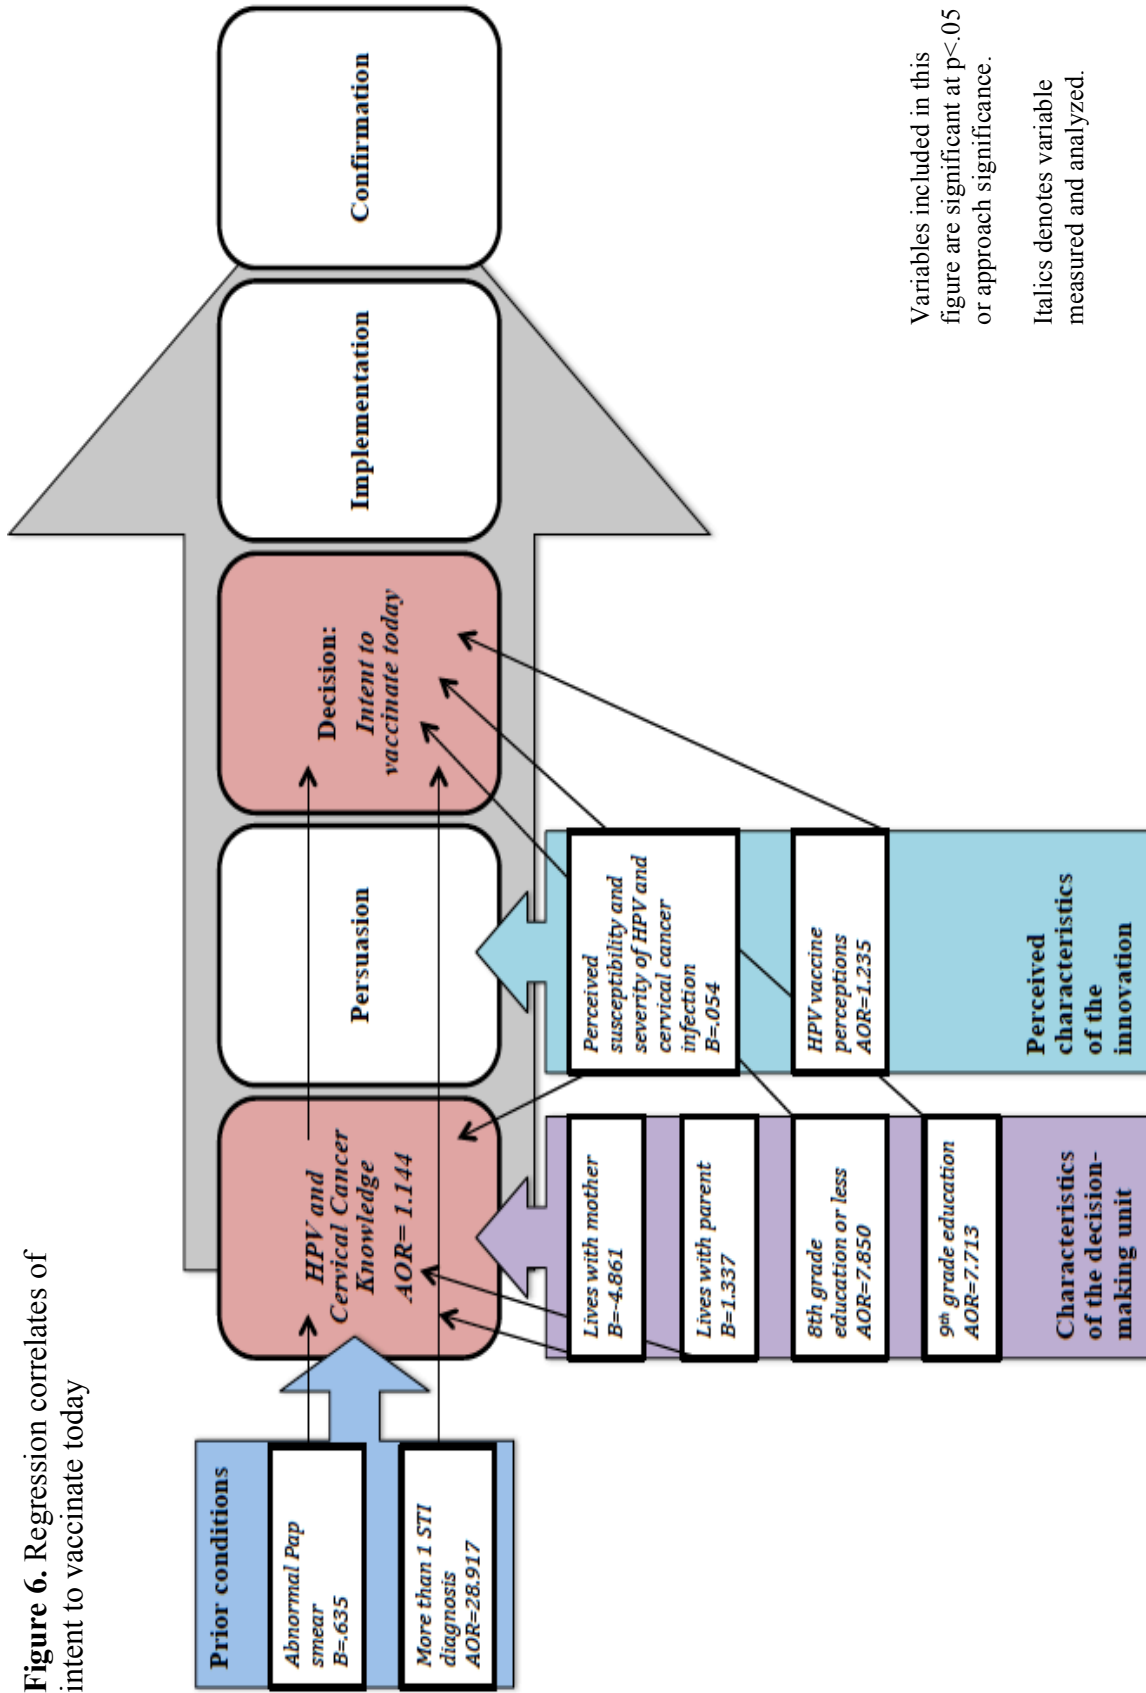 Figure 6. Regression correlates of
intent to vaccinate today
Prior conditions
Abnormal Pap
smear
B=.635
More than 1 STI
diagnosis
AOR=28.917
HPV and
Cervical Cancer
Knowledge
AOR= 1.144
Persuasion
Decision:
Intent to
vaccinate today
Implementation
Confirmation
Lives with mother
B=-4.861
Lives with parent
B=1.337
8th grade
education or less
AOR=7.850
9th grade education
AOR=7.713
Characteristics
of the decision-
making unit
Perceived
susceptibility and
severity of HPV and
cervical cancer
infection
B=.054
HPV vaccine
perceptions
AOR=1.235
Perceived
characteristics
of the
innovation
Variables included in this
figure are significant at p<.05
or approach significance.
Italics denotes variable
measured and analyzed.